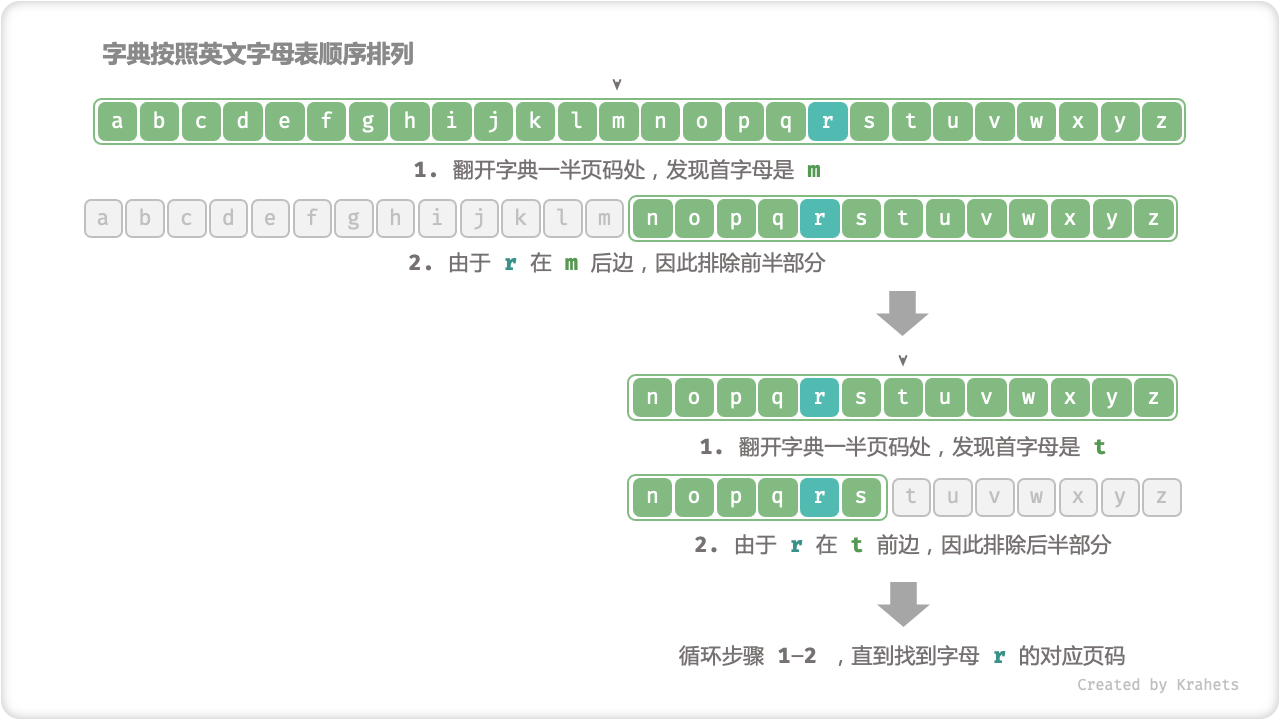 字典按照英文字母表顺序排列
a b c d e f g h i j k l m n o p q r s t u v w x y z
1. 翻开字典一半页码处，发现首字母是 m
a b c d e f g h i j k l m n o p q r s t u v w x y z
2. 由于 r 在 m 后边，因此排除前半部分
n o p q r s t u v w x y z
1. 翻开字典一半页码处，发现首字母是 t
n o p q r s t u v w x y z
2. 由于 r 在 t 前边，因此排除后半部分
循环步骤 1–2 ，直到找到字母 r 的对应页码
Created by Krahets